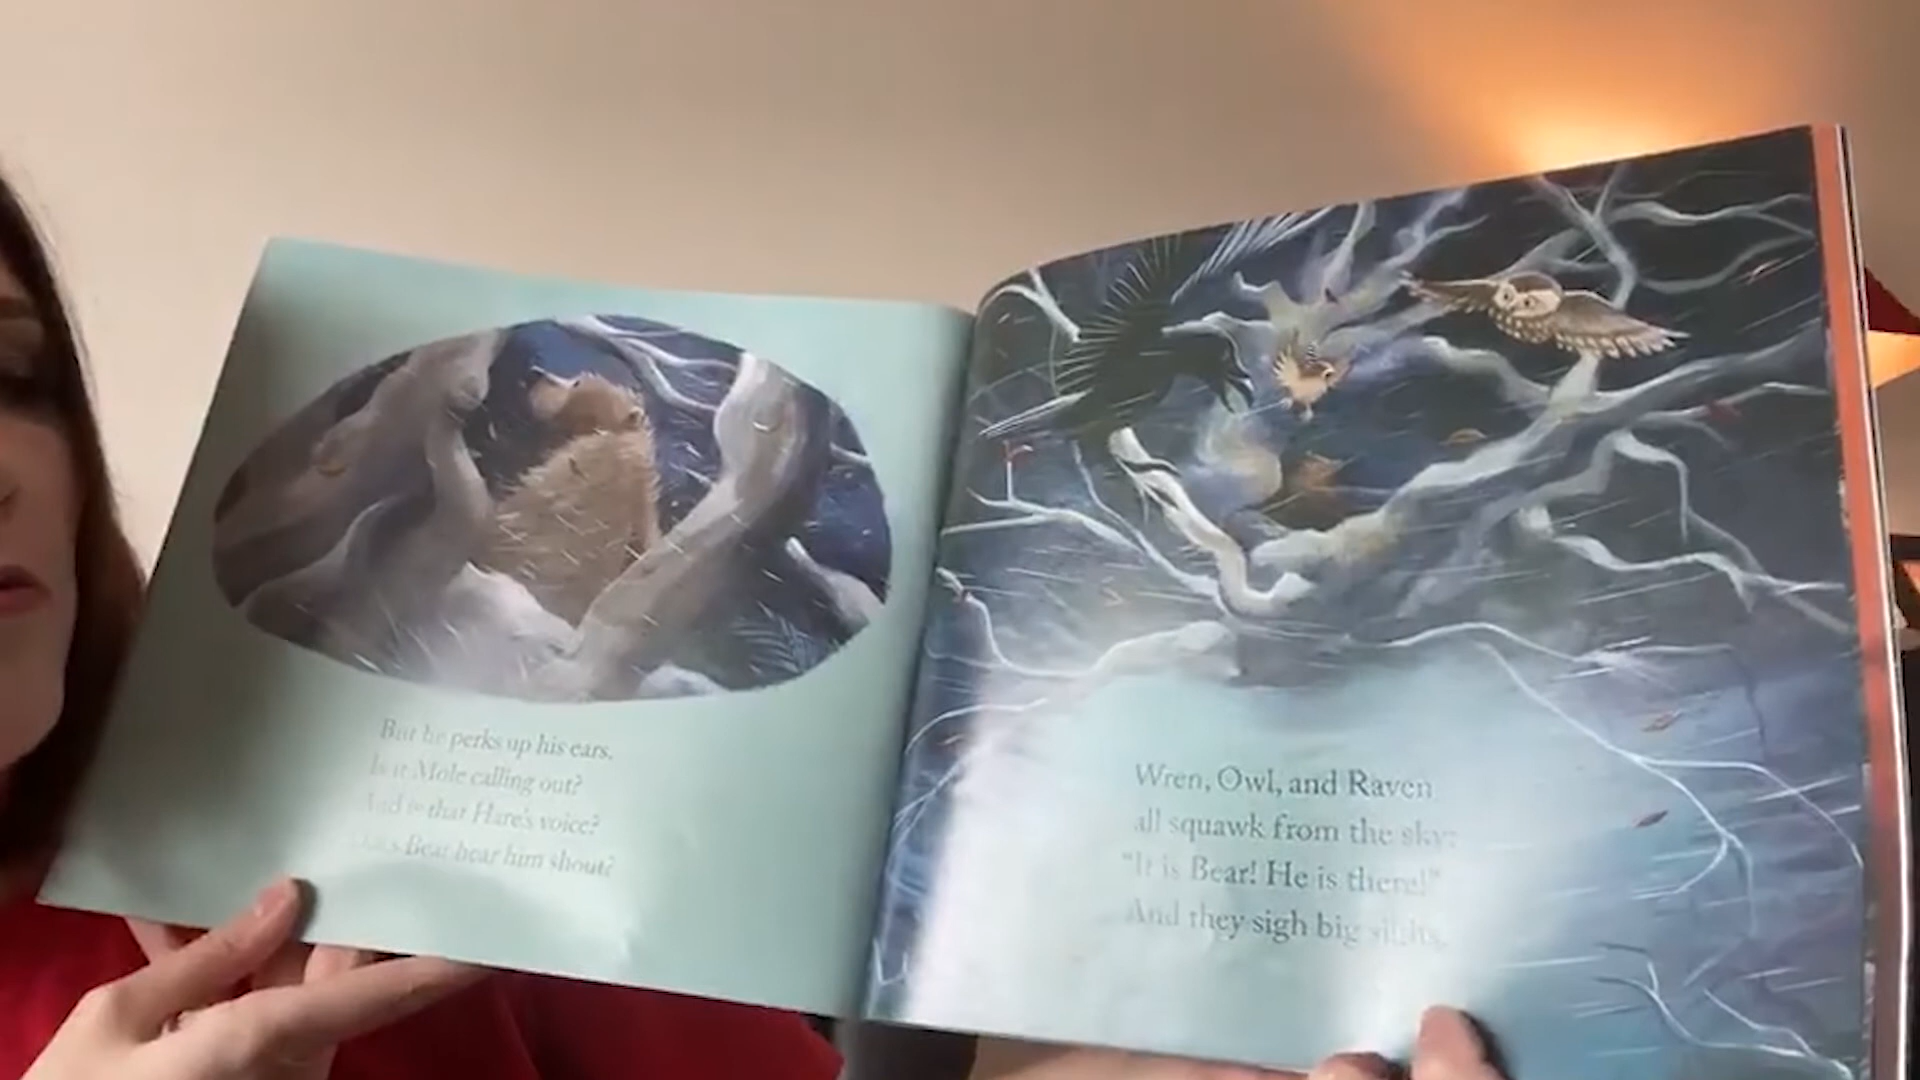 But he perks up his ears.
Is it Mole calling out?
And is that Hare's voice?
Bear hear him shout?
Wren, Owl, and Raven
all squawk from the sky:
"It is Bear! He is there!"
And they sigh big sighs.